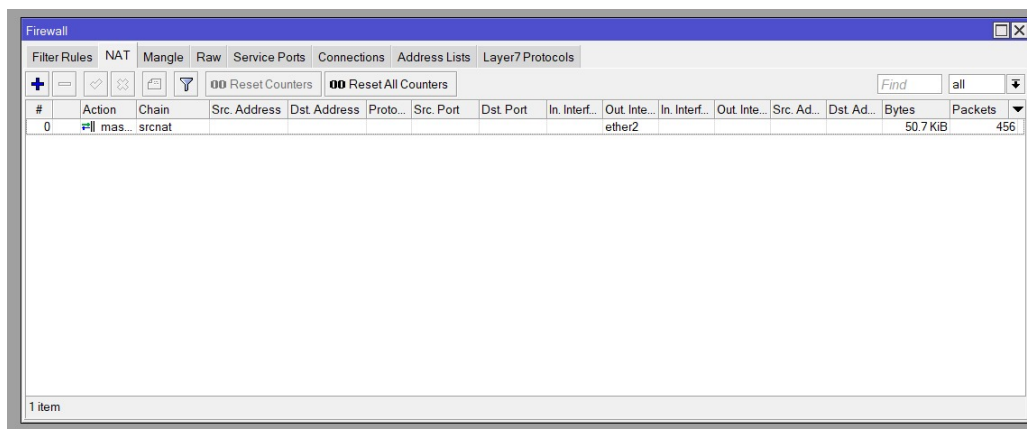 Firewall
Filter Rules NAT Mangle Raw Service Ports Connections Address Lists Layer7 Protocols
00 Reset Counters 00 Reset All Counters Find all
# Action Chain Src. Address Dst. Address Proto... Src. Port Dst. Port In. Interf... Out. Inte... In. Interf... Out. Inte... Src. Ad... Dst. Ad... Bytes Packets
0 mas... srcnat ether2 50.7 KiB 456
1 item